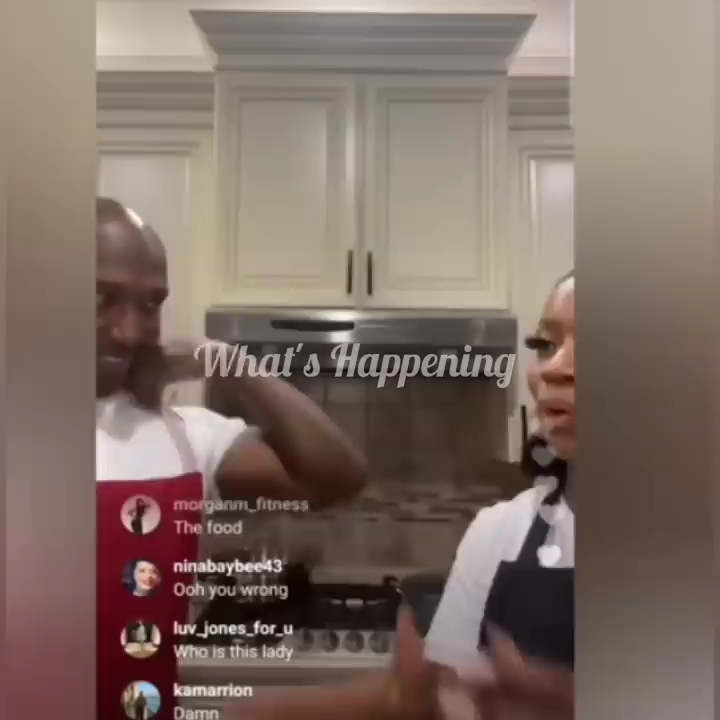 What's Happening
morganm_fitness
The food
ninabaybee43
Ooh you wrong
luv_jones_for_u
Who is this lady
kamarrion
Damn